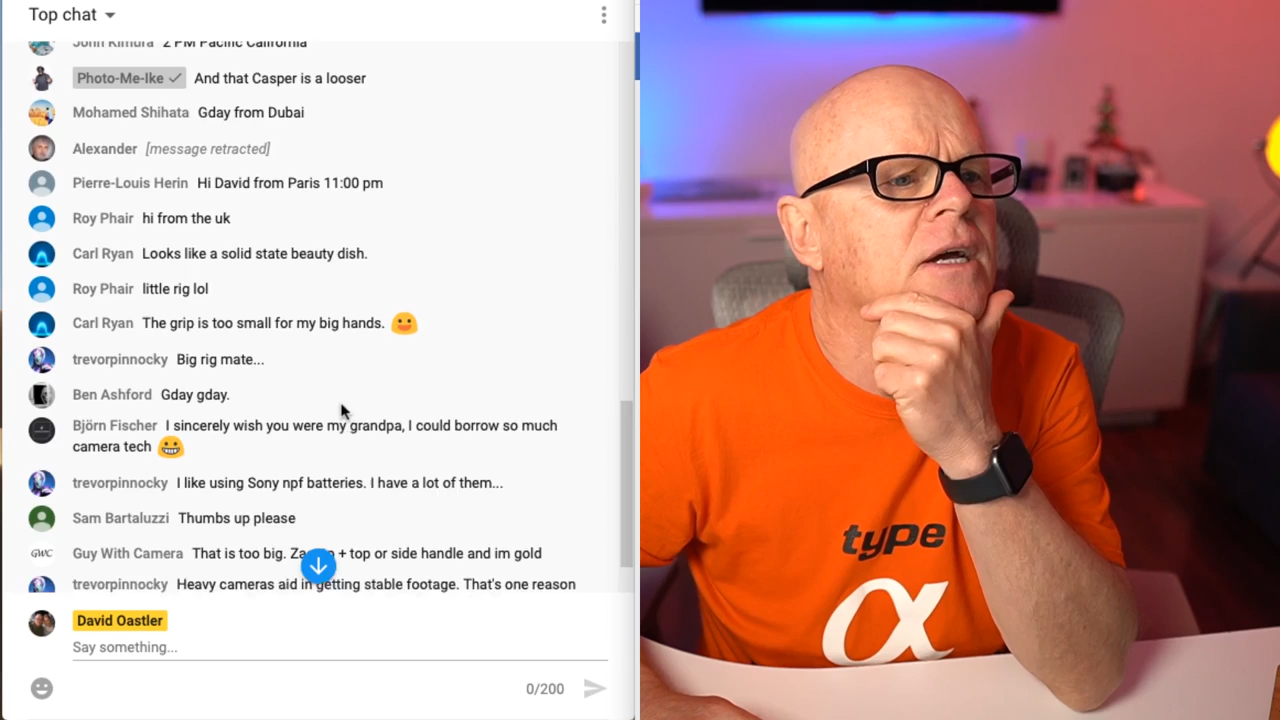 Top chat
John Kimura 2 PM Pacific California
Photo-Me-Ike And that Casper is a looser
Mohamed Shihata Gday from Dubai
Alexander [message retracted]
Pierre-Louis Herin Hi David from Paris 11:00 pm
Roy Phair hi from the uk
Carl Ryan Looks like a solid state beauty dish.
Roy Phair little rig lol
Carl Ryan The grip is too small for my big hands.
trevorpinnocky Big rig mate...
Ben Ashford Gday gday.
Björn Fischer I sincerely wish you were my grandpa, I could borrow so much
camera tech
trevorpinnocky I like using Sony npf batteries. I have a lot of them...
Sam Bartaluzzi Thumbs up please
GWC Guy With Camera That is too big. + top or side handle and im gold
trevorpinnocky Heavy cameras aid in getting stable footage. That's one reason
David Oastler
Say something...
0/200
type
α